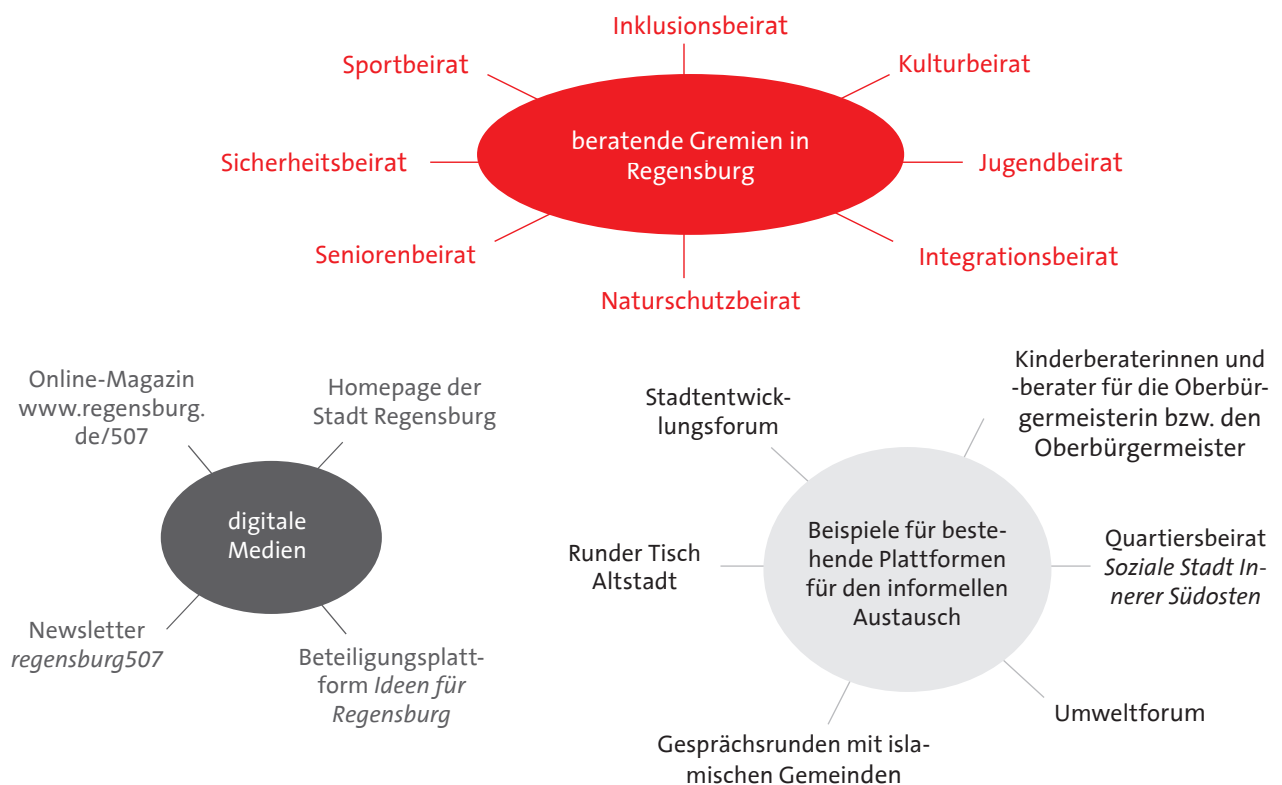 Inklusionsbeirat
Sportbeirat
Kulturbeirat
beratende Gremien in
Regensburg
Sicherheitsbeirat
Jugendbeirat
Seniorenbeirat
Integrationsbeirat
Naturschutzbeirat
Online-Magazin
www.regensburg.
de/507
Homepage der
Stadt Regensburg
digitale
Medien
Newsletter
regensburg507
Beteiligungsplatt-
form Ideen für
Regensburg
Stadtentwick-
lungsforum
Kinderberaterinnen und
-berater für die Oberbür-
germeisterin bzw. den
Oberbürgermeister
Runder Tisch
Altstadt
Beispiele für beste-
hende Plattformen
für den informellen
Austausch
Quartiersbeirat
Soziale Stadt In-
nerer Südosten
Umweltforum
Gesprächsrunden mit isla-
mischen Gemeinden